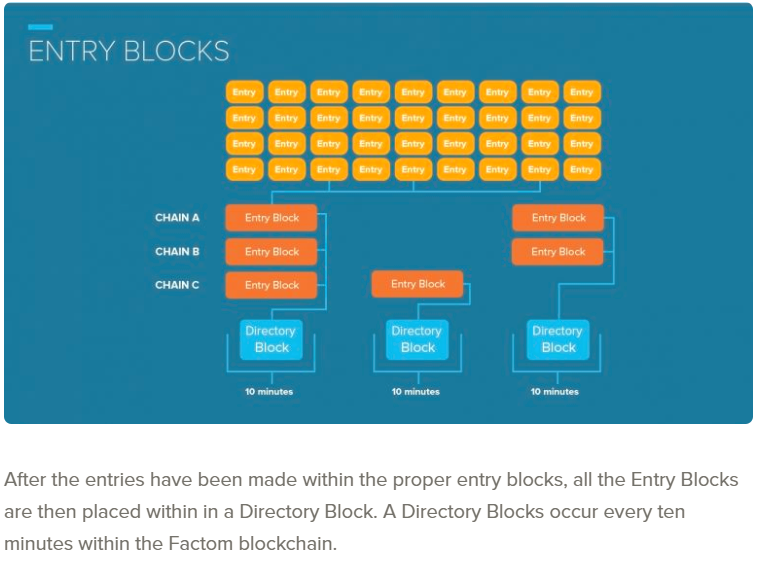 ENTRY BLOCKS
Entry Entry Entry Entry Entry Entry Entry Entry Entry
Entry Entry Entry Entry Entry Entry Entry Entry Entry
Entry Entry Entry Entry Entry Entry Entry Entry Entry
Entry Entry Entry Entry Entry Entry Entry Entry Entry
CHAIN A Entry Block Entry Block
CHAIN B Entry Block Entry Block
CHAIN C Entry Block Entry Block
Directory Directory Directory
Block Block Block
10 minutes 10 minutes 10 minutes
After the entries have been made within the proper entry blocks, all the Entry Blocks
are then placed within in a Directory Block. A Directory Blocks occur every ten
minutes within the Factom blockchain.